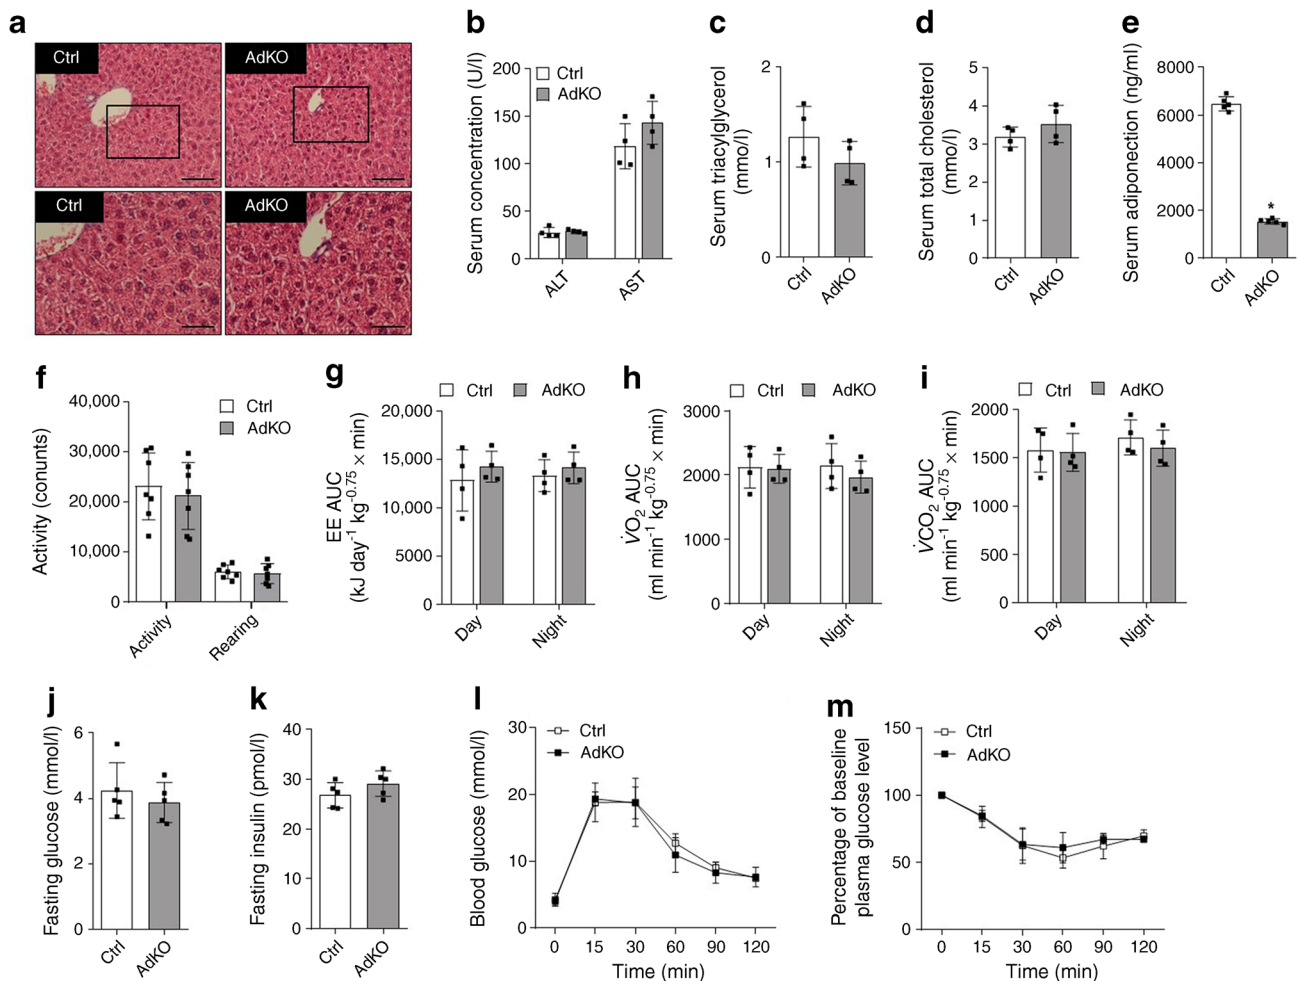 a
Ctrl
AdKO
Ctrl
AdKO
b
Serum concentration (U/l)
200
150
100
50
0
Ctrl
AdKO
ALT
AST
c
Serum triacylglycerol
(mmo/l)
2
1
0
Ctrl
AdKO
d
Serum total cholesterol
(mmo/l)
5
4
3
2
1
0
Ctrl
AdKO
e
Serum adiponection (ng/ml)
8000
6000
4000
2000
0
*
Ctrl
AdKO
f
Activity (counts)
40,000
30,000
20,000
10,000
0
Ctrl
AdKO
Activity
Rearing
g
EE AUC
(kJ day⁻¹ kg⁻⁰·⁷⁵ × min)
Ctrl
AdKO
20,000
15,000
10,000
5000
0
Day
Night
h
V̇O₂ AUC
(ml min⁻¹ kg⁻⁰·⁷⁵ × min)
Ctrl
AdKO
3000
2000
1000
0
Day
Night
i
V̇CO₂ AUC
(ml min⁻¹ kg⁻⁰·⁷⁵ × min)
Ctrl
AdKO
2000
1500
1000
500
0
Day
Night
j
Fasting glucose (mmol/l)
6
4
2
0
Ctrl
AdKO
k
Fasting insulin (pmol/l)
40
30
20
10
0
Ctrl
AdKO
l
Blood glucose (mmol/l)
30
20
10
0
Ctrl
AdKO
0 15 30 60 90 120
Time (min)
m
Percentage of baseline
plasma glucose level
150
100
50
0
Ctrl
AdKO
0 15 30 60 90 120
Time (min)